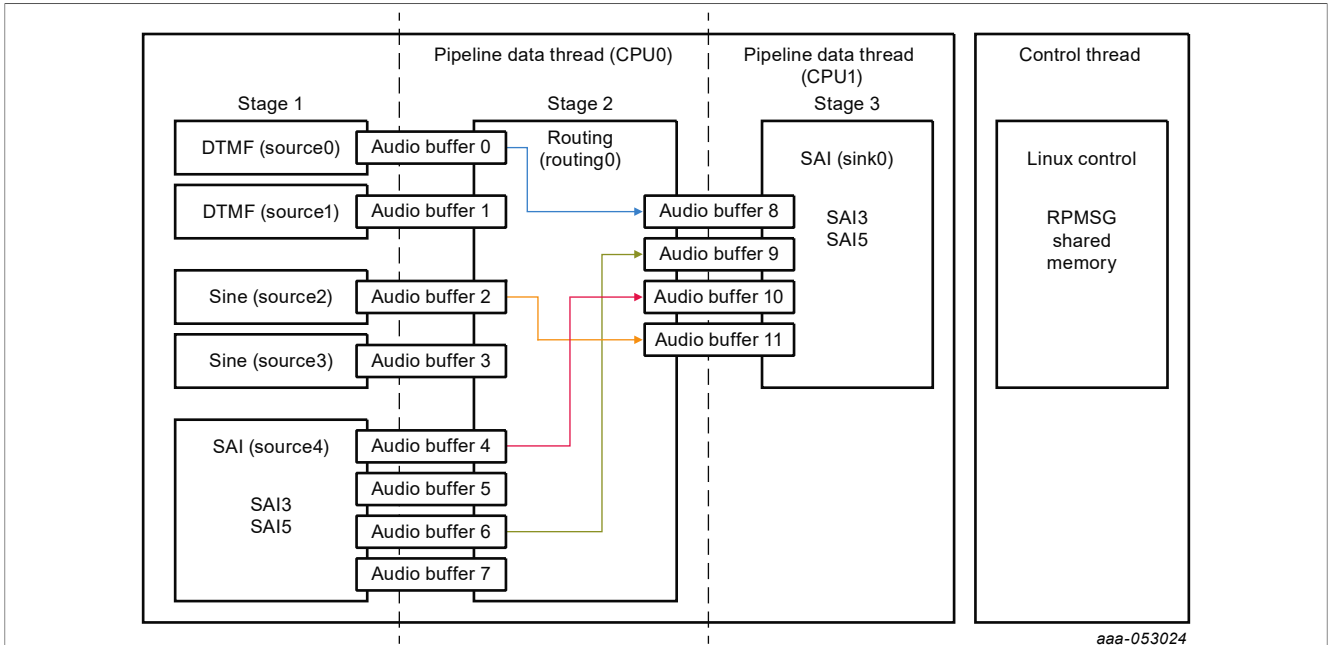 Pipeline data thread (CPU0)
Pipeline data thread
(CPU1)
Control thread
Stage 1
Stage 2
Stage 3
DTMF (source0)
Audio buffer 0
Routing
(routing0)
SAI (sink0)
Linux control
DTMF (source1)
Audio buffer 1
Audio buffer 8
SAI3
SAI5
RPMSG
shared
memory
Audio buffer 9
Sine (source2)
Audio buffer 2
Audio buffer 10
Audio buffer 11
Sine (source3)
Audio buffer 3
SAI (source4)
Audio buffer 4
Audio buffer 5
SAI3
SAI5
Audio buffer 6
Audio buffer 7
aaa-053024